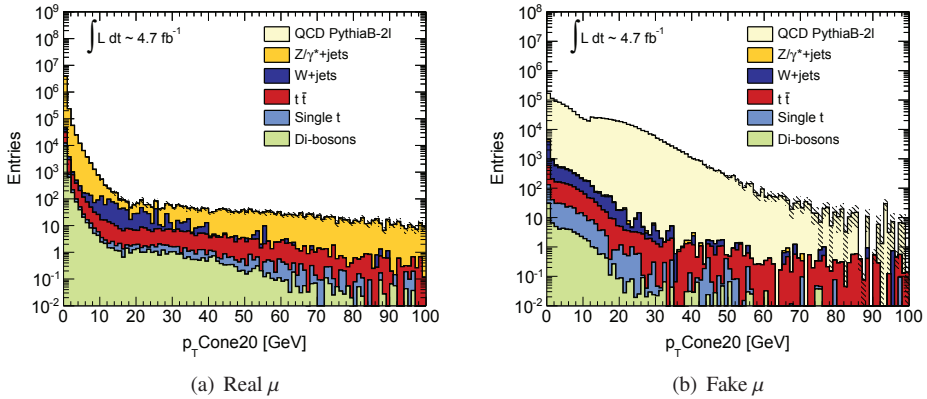 Entries
10^9
10^8
10^7
10^6
10^5
10^4
10^3
10^2
10
1
10^-1
10^-2
∫ L dt ~ 4.7 fb^-1
QCD PythiaB-2l
Z/γ*+jets
W+jets
t t̄
Single t
Di-bosons
0 10 20 30 40 50 60 70 80 90 100
p_TCone20 [GeV]
(a) Real μ
Entries
10^9
10^8
10^7
10^6
10^5
10^4
10^3
10^2
10
1
10^-1
10^-2
∫ L dt ~ 4.7 fb^-1
QCD PythiaB-2l
Z/γ*+jets
W+jets
t t̄
Single t
Di-bosons
0 10 20 30 40 50 60 70 80 90 100
p_TCone20 [GeV]
(b) Fake μ